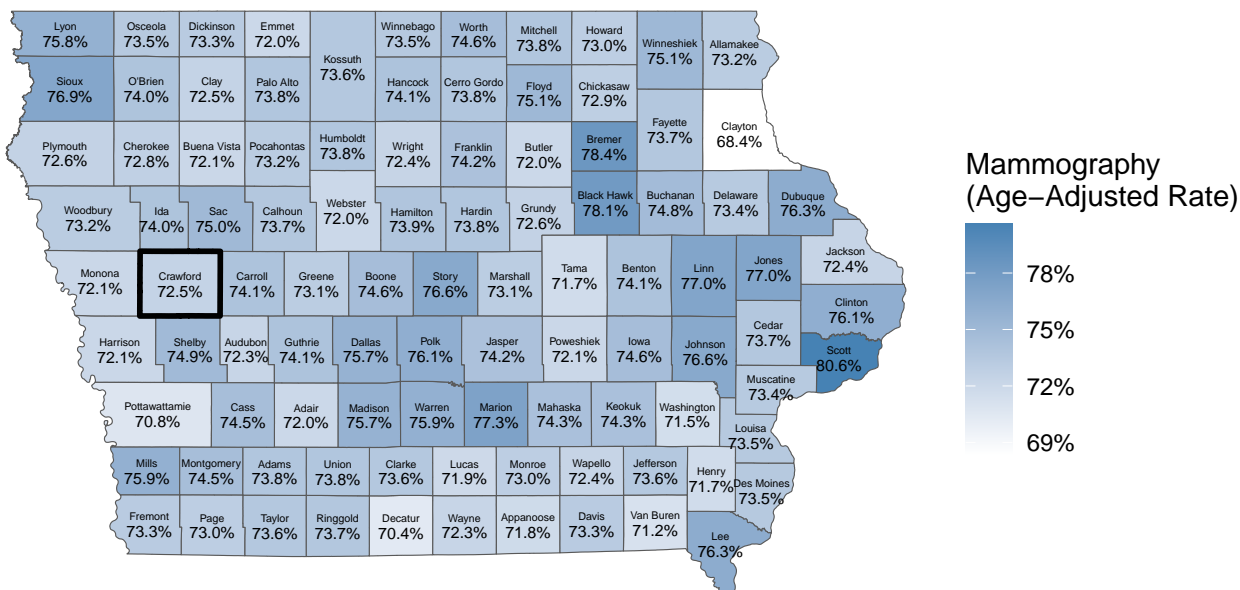 Lyon
75.8%
Osceola
73.5%
Dickinson
73.3%
Emmet
72.0%
Kossuth
73.6%
Winnebago
73.5%
Worth
74.6%
Mitchell
73.8%
Howard
73.0%
Winneshiek
75.1%
Allamakee
73.2%
Sioux
76.9%
O'Brien
74.0%
Clay
72.5%
Palo Alto
73.8%
Hancock
74.1%
Cerro Gordo
73.8%
Floyd
75.1%
Chickasaw
72.9%
Fayette
73.7%
Clayton
68.4%
Plymouth
72.6%
Cherokee
72.8%
Buena Vista
72.1%
Pocahontas
73.2%
Humboldt
73.8%
Wright
72.4%
Franklin
74.2%
Butler
72.0%
Bremer
78.4%
Woodbury
73.2%
Ida
74.0%
Sac
75.0%
Calhoun
73.7%
Webster
72.0%
Hamilton
73.9%
Hardin
73.8%
Grundy
72.6%
Black Hawk
78.1%
Buchanan
74.8%
Delaware
73.4%
Dubuque
76.3%
Monona
72.1%
Crawford
72.5%
Carroll
74.1%
Greene
73.1%
Boone
74.6%
Story
76.6%
Marshall
73.1%
Tama
71.7%
Benton
74.1%
Linn
77.0%
Jones
77.0%
Jackson
72.4%
Clinton
76.1%
Harrison
72.1%
Shelby
74.9%
Audubon
72.3%
Guthrie
74.1%
Dallas
75.7%
Polk
76.1%
Jasper
74.2%
Poweshiek
72.1%
Iowa
74.6%
Johnson
76.6%
Cedar
73.7%
Scott
80.6%
Muscatine
73.4%
Pottawattamie
70.8%
Cass
74.5%
Adair
72.0%
Madison
75.7%
Warren
75.9%
Marion
77.3%
Mahaska
74.3%
Keokuk
74.3%
Washington
71.5%
Louisa
73.5%
Mills
75.9%
Montgomery
74.5%
Adams
73.8%
Union
73.8%
Clarke
73.6%
Lucas
71.9%
Monroe
73.0%
Wapello
72.4%
Jefferson
73.6%
Henry
71.7%
Des Moines
73.5%
Fremont
73.3%
Page
73.0%
Taylor
73.6%
Ringgold
73.7%
Decatur
70.4%
Wayne
72.3%
Appanoose
71.8%
Davis
73.3%
Van Buren
71.2%
Lee
76.3%
Mammography
(Age−Adjusted Rate)
78%
75%
72%
69%